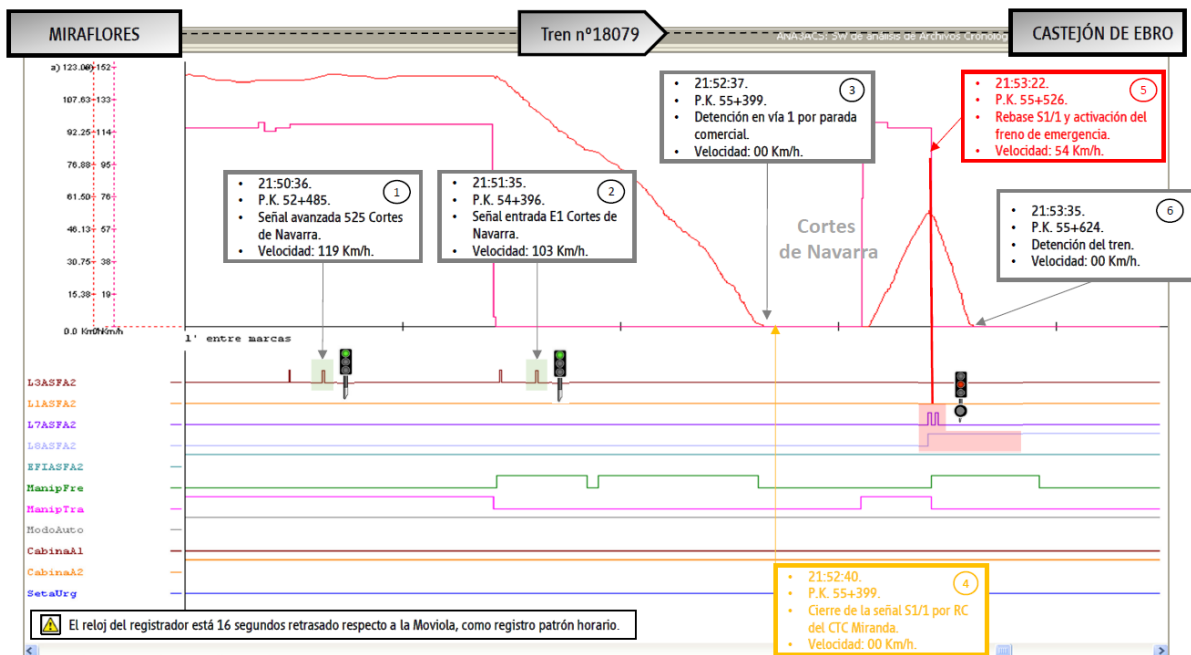 MIRAFLORES
Tren nº18079
CASTEJÓN DE EBRO
ANA3ACS: SW de análisis de Archivos Cronológ
a) 123.00 152
107.63 133
92.25 114
76.88 95
61.50 76
46.13 57
30.75 38
15.38 19
0.0 Km/h Km/h
1' entre marcas
1
• 21:50:36.
• P.K. 52+485.
• Señal avanzada 525 Cortes
de Navarra.
• Velocidad: 119 Km/h.
2
• 21:51:35.
• P.K. 54+396.
• Señal entrada E1 Cortes de
Navarra.
• Velocidad: 103 Km/h.
3
• 21:52:37.
• P.K. 55+399.
• Detención en vía 1 por parada
comercial.
• Velocidad: 00 Km/h.
Cortes
de Navarra
5
• 21:53:22.
• P.K. 55+526.
• Rebase S1/1 y activación del
freno de emergencia.
• Velocidad: 54 Km/h.
6
• 21:53:35.
• P.K. 55+624.
• Detención del tren.
• Velocidad: 00 Km/h.
L3ASFA2
L1ASFA2
L7ASFA2
L8ASFA2
EFIASFA2
ManipFre
ManipTra
ModoAuto
CabinaA1
CabinaA2
SetaUrg
4
• 21:52:40.
• P.K. 55+399.
• Cierre de la señal S1/1 por RC
del CTC Miranda.
• Velocidad: 00 Km/h.
El reloj del registrador está 16 segundos retrasado respecto a la Moviola, como registro patrón horario.